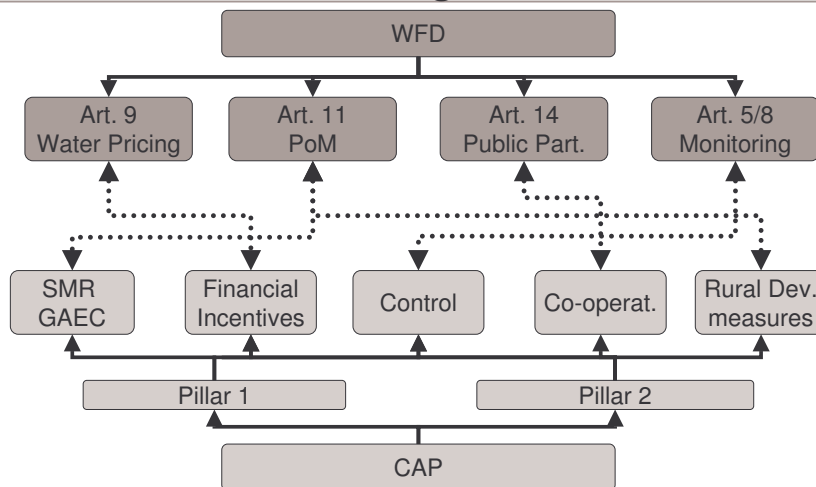 WFD
Art. 9
Water Pricing
Art. 11
PoM
Art. 14
Public Part.
Art. 5/8
Monitoring
SMR
GAEC
Financial
Incentives
Control
Co-operat.
Rural Dev.
measures
Pillar 1
Pillar 2
CAP